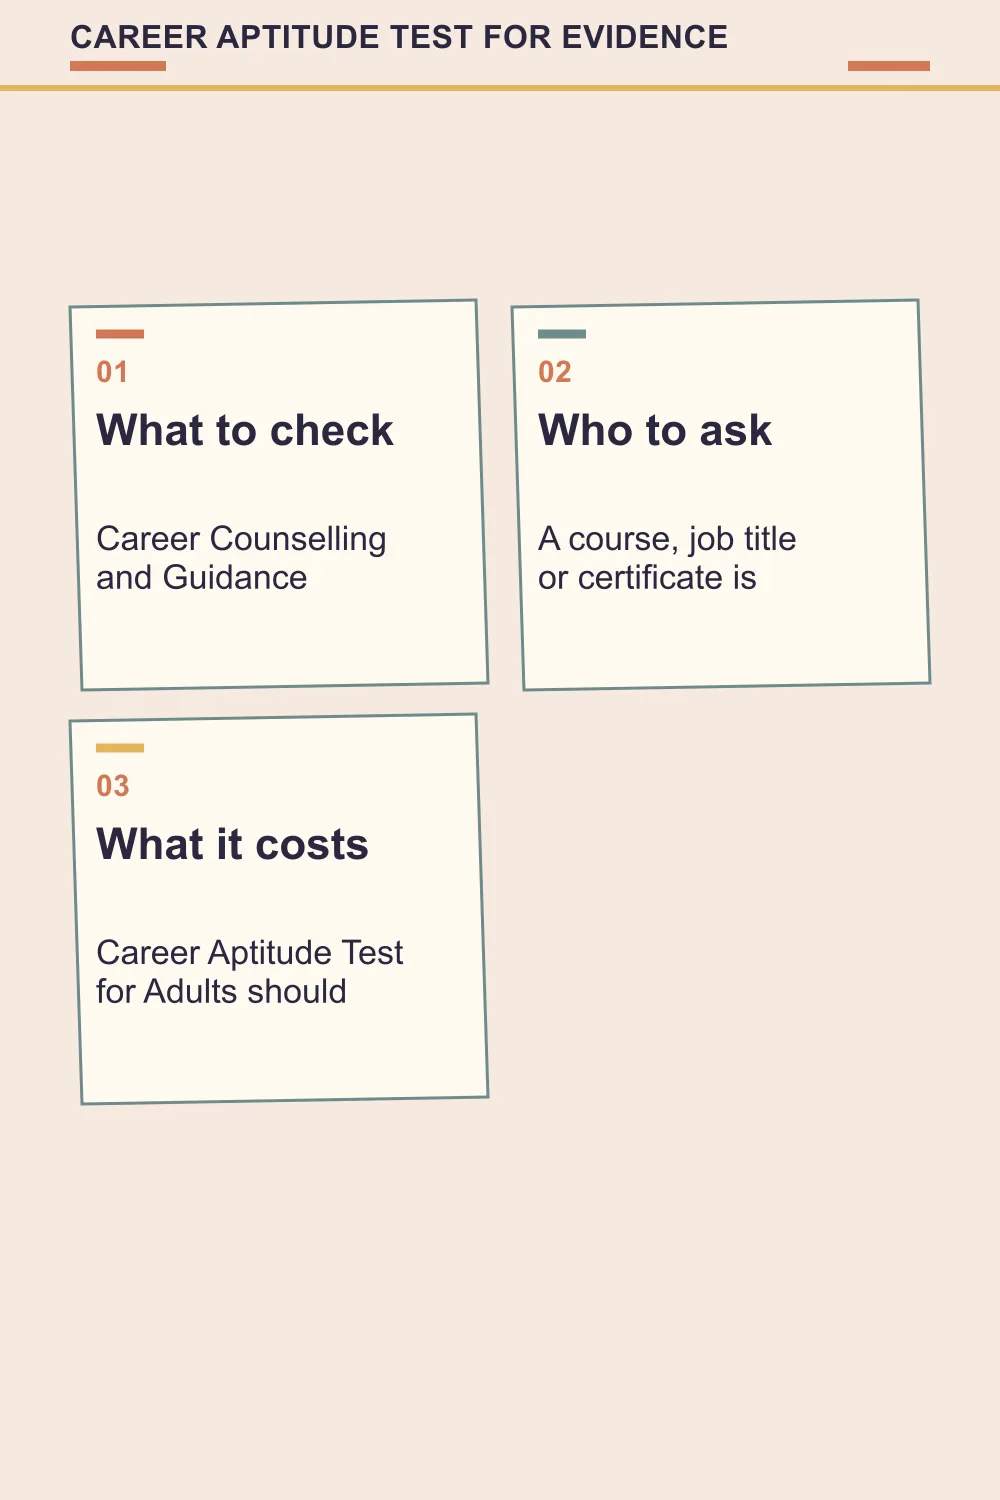 CAREER APTITUDE TEST FOR EVIDENCE
01
What to check
Career Counselling
and Guidance
02
Who to ask
A course, job title
or certificate is
03
What it costs
Career Aptitude Test
for Adults should